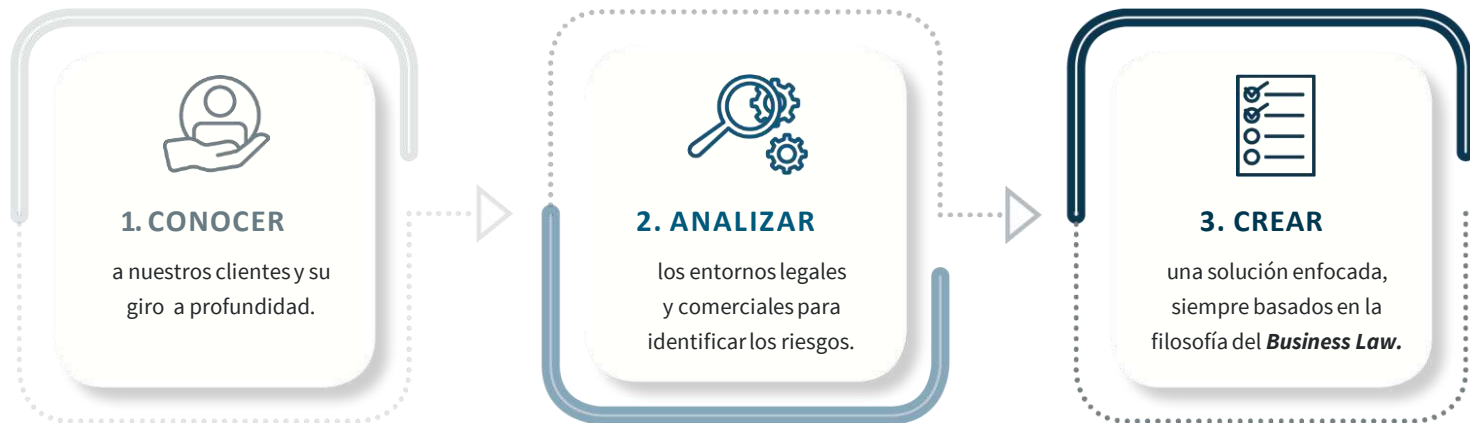 1. CONOCER
a nuestros clientes y su
giro a profundidad.
2. ANALIZAR
los entornos legales
y comerciales para
identificar los riesgos.
3. CREAR
una solución enfocada,
siempre basados en la
filosofía del Business Law.